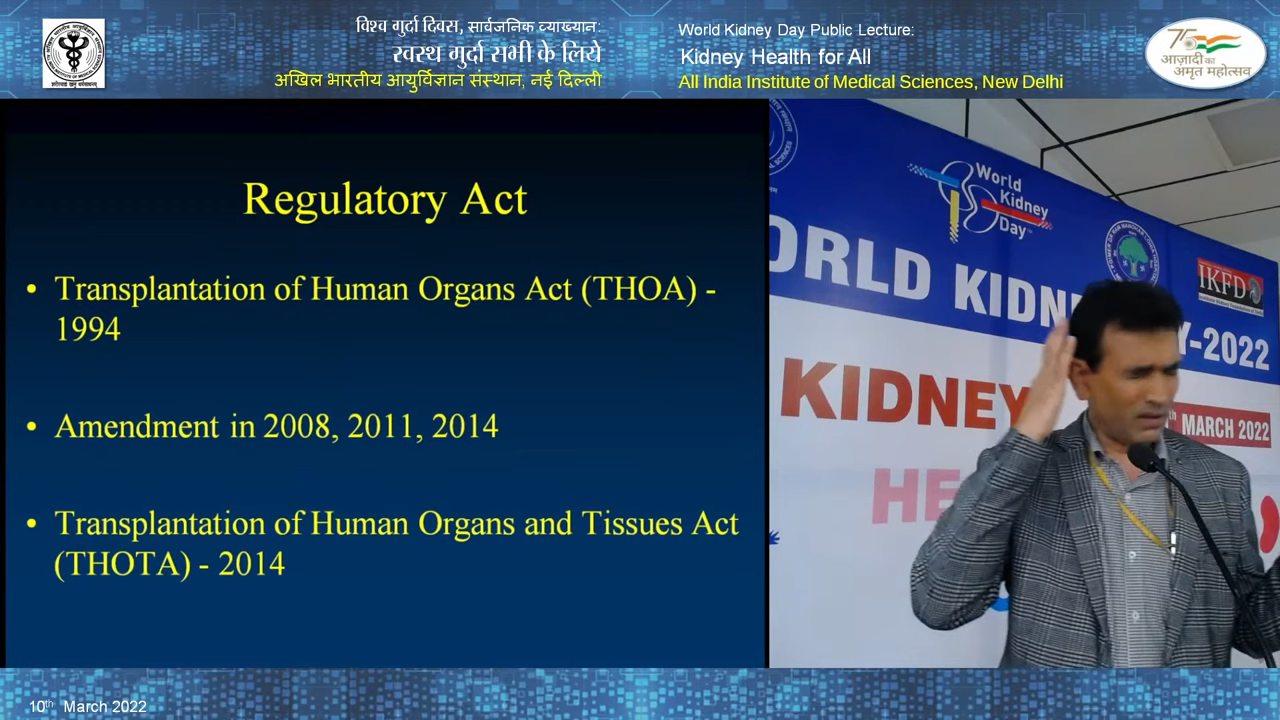 विश्व गुर्दा दिवस, सार्वजनिक व्याख्यान:
स्वस्थ गुर्दा सभी के लिये
अखिल भारतीय आयुर्विज्ञान संस्थान, नई दिल्ली
World Kidney Day Public Lecture:
Kidney Health for All
All India Institute of Medical Sciences, New Delhi
75
आज़ादी का
अमृत महोत्सव
Regulatory Act
• Transplantation of Human Organs Act (THOA) -
1994
• Amendment in 2008, 2011, 2014
• Transplantation of Human Organs and Tissues Act
(THOTA) - 2014
World
Kidney
Day
IKFD
ORLD KIDN Y-2022
KIDNEY
MARCH 2022
HE
10th March 2022